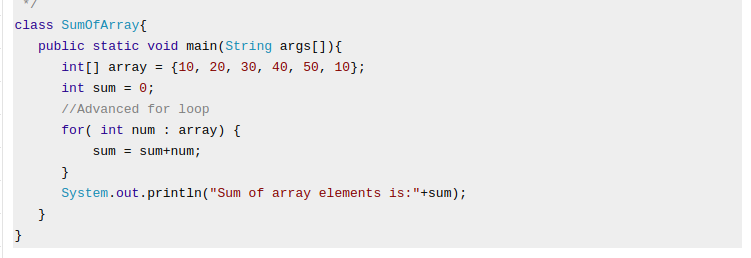 */
class SumOfArray{
   public static void main(String args[]){
      int[] array = {10, 20, 30, 40, 50, 10};
      int sum = 0;
      //Advanced for loop
      for( int num : array) {
          sum = sum+num;
      }
      System.out.println("Sum of array elements is:"+sum);
   }
}